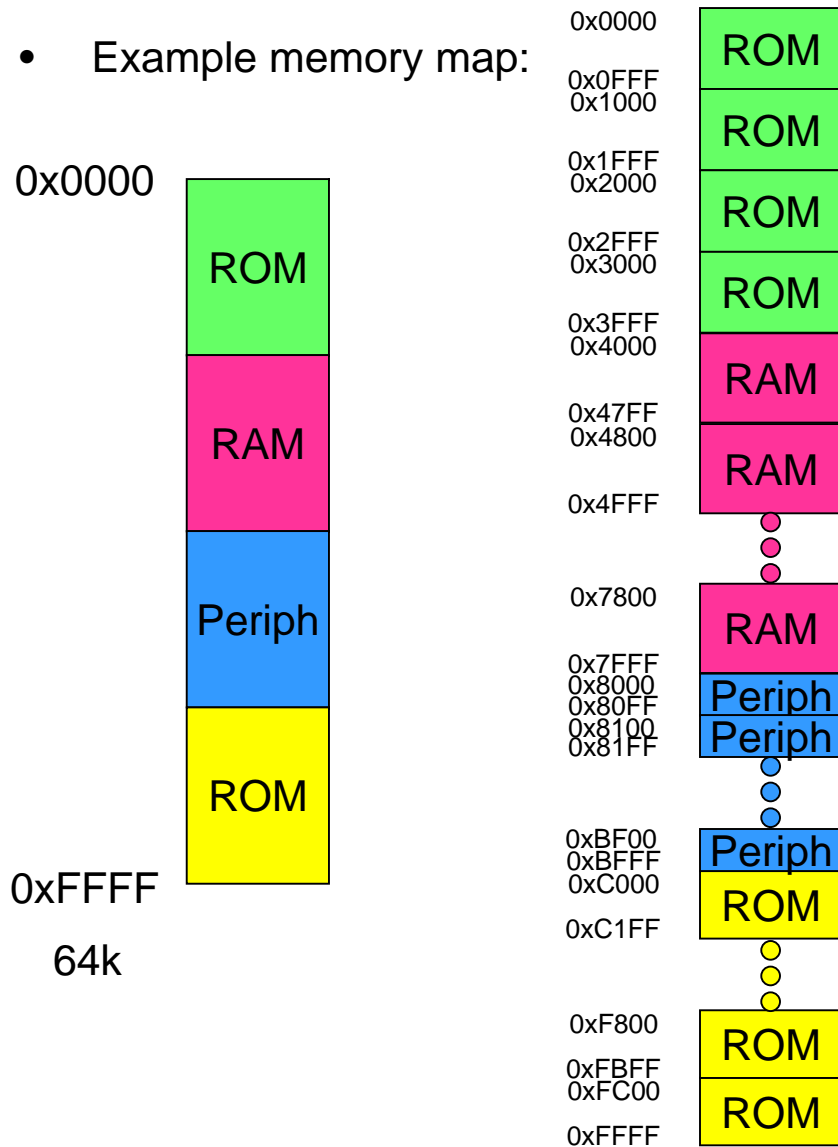 • Example memory map:
0x0000
ROM
RAM
Periph
ROM
0xFFFF
64k
0x0000
ROM
0x0FFF
0x1000
ROM
0x1FFF
0x2000
ROM
0x2FFF
0x3000
ROM
0x3FFF
0x4000
RAM
0x47FF
0x4800
RAM
0x4FFF
0x7800
RAM
0x7FFF
0x8000
Periph
0x80FF
0x8100
Periph
0x81FF
0xBF00
Periph
0xBFFF
0xC000
ROM
0xC1FF
0xF800
ROM
0xFBFF
0xFC00
ROM
0xFFFF